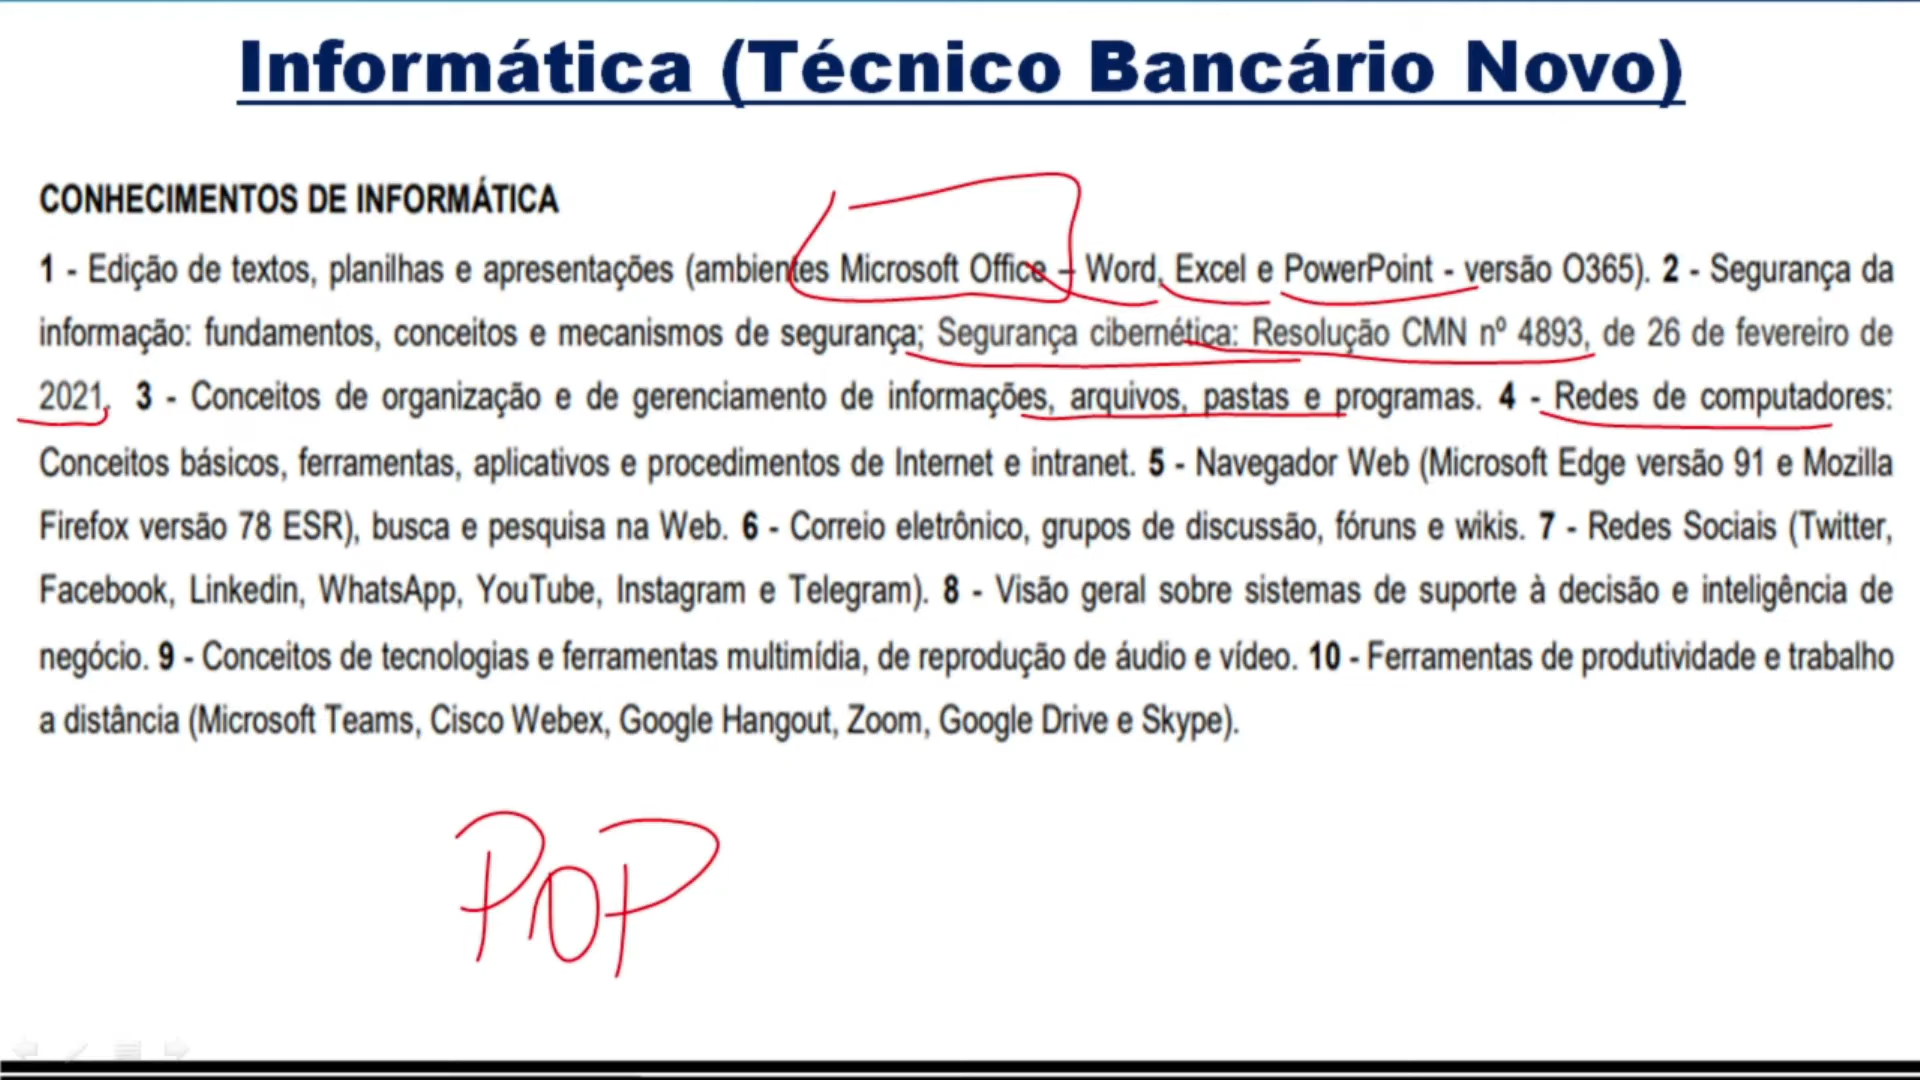 Informática (Técnico Bancário Novo)
CONHECIMENTOS DE INFORMÁTICA
1 - Edição de textos, planilhas e apresentações (ambientes Microsoft Office – Word, Excel e PowerPoint - versão O365). 2 - Segurança da
informação: fundamentos, conceitos e mecanismos de segurança; Segurança cibernética: Resolução CMN nº 4893, de 26 de fevereiro de
2021. 3 - Conceitos de organização e de gerenciamento de informações, arquivos, pastas e programas. 4 - Redes de computadores:
Conceitos básicos, ferramentas, aplicativos e procedimentos de Internet e intranet. 5 - Navegador Web (Microsoft Edge versão 91 e Mozilla
Firefox versão 78 ESR), busca e pesquisa na Web. 6 - Correio eletrônico, grupos de discussão, fóruns e wikis. 7 - Redes Sociais (Twitter,
Facebook, Linkedin, WhatsApp, YouTube, Instagram e Telegram). 8 - Visão geral sobre sistemas de suporte à decisão e inteligência de
negócio. 9 - Conceitos de tecnologias e ferramentas multimídia, de reprodução de áudio e vídeo. 10 - Ferramentas de produtividade e trabalho
a distância (Microsoft Teams, Cisco Webex, Google Hangout, Zoom, Google Drive e Skype).
POP